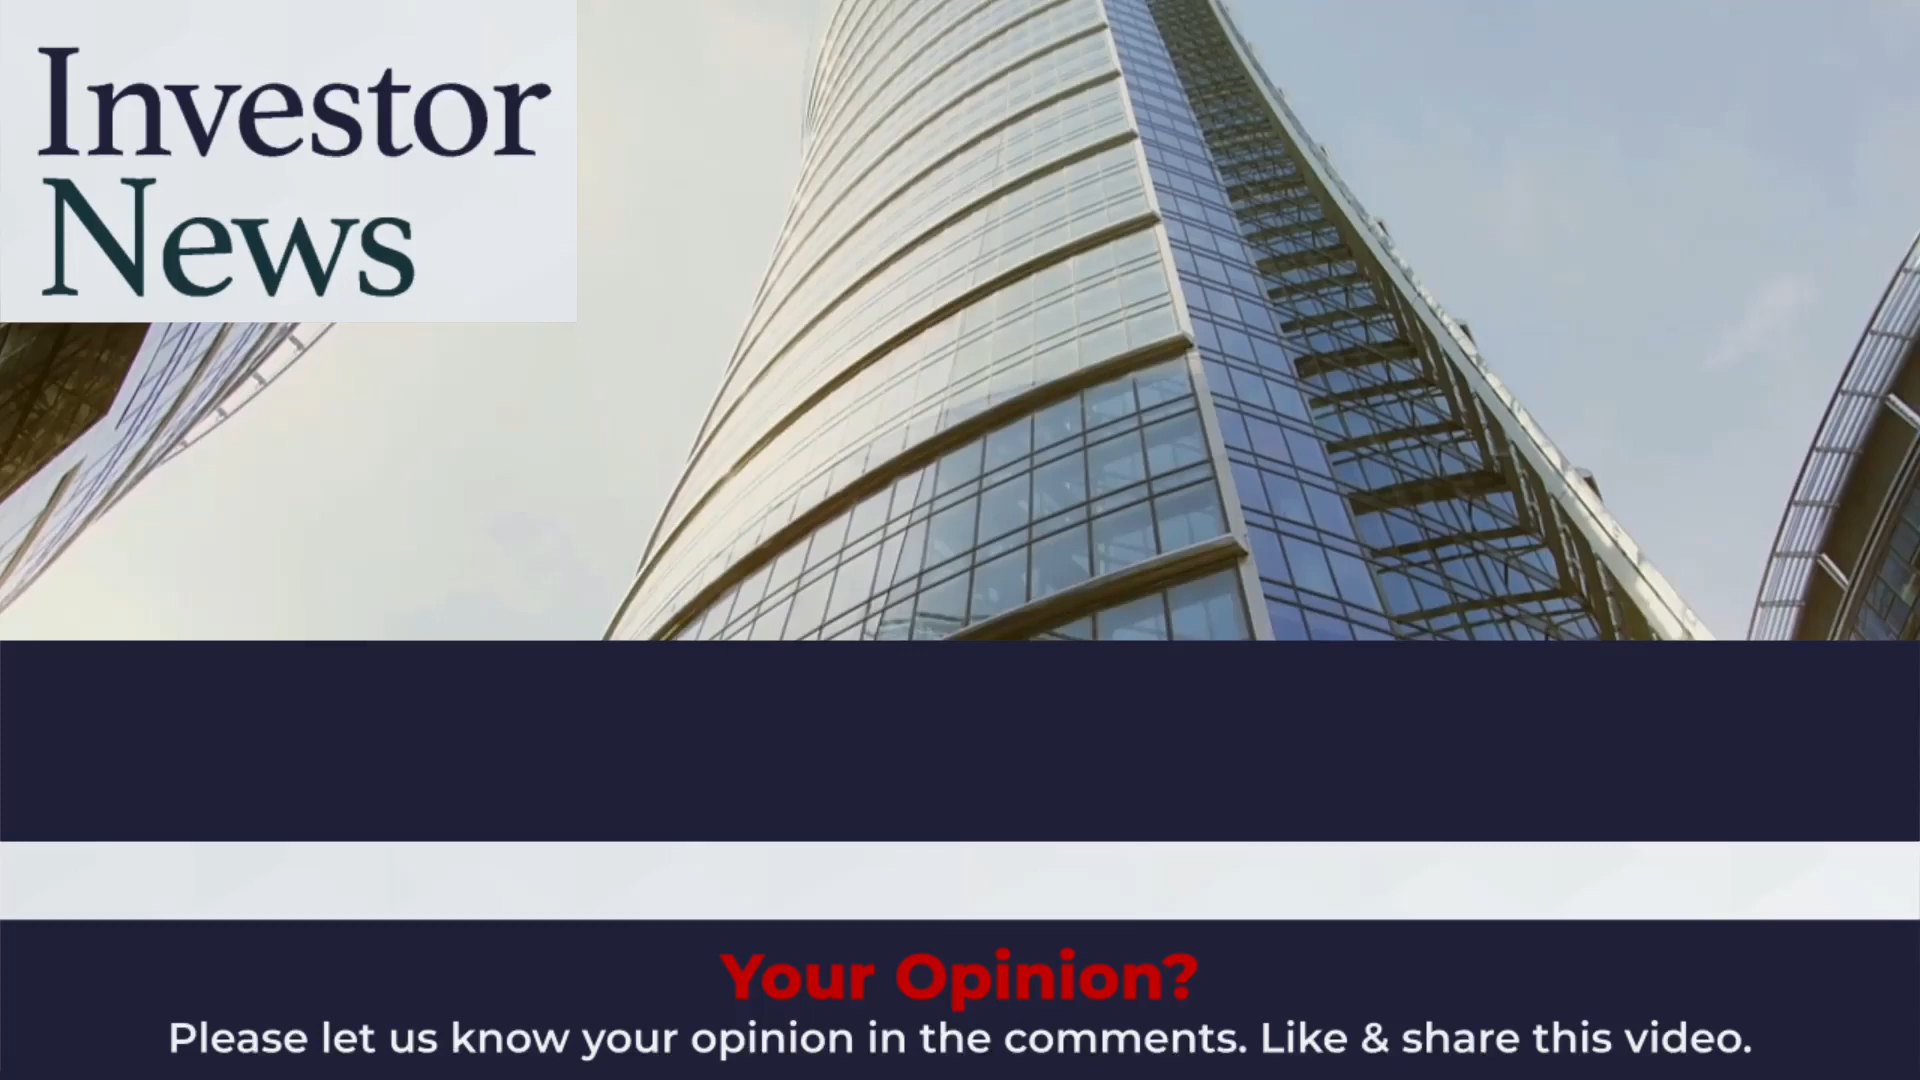 Investor
News
Your Opinion?
Please let us know your opinion in the comments. Like & share this video.